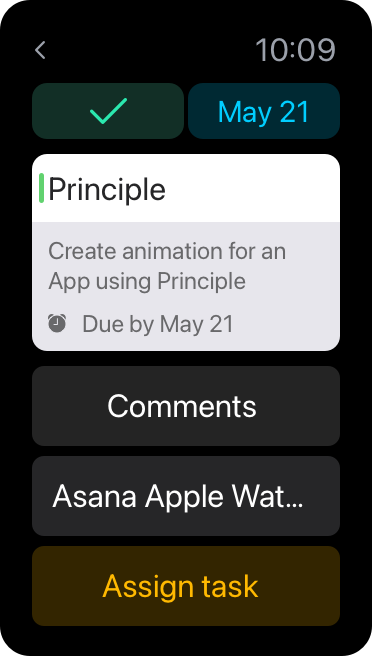 10:09
May 21
Principle
Create animation for an
App using Principle
Due by May 21
Comments
Asana Apple Wat...
Assign task